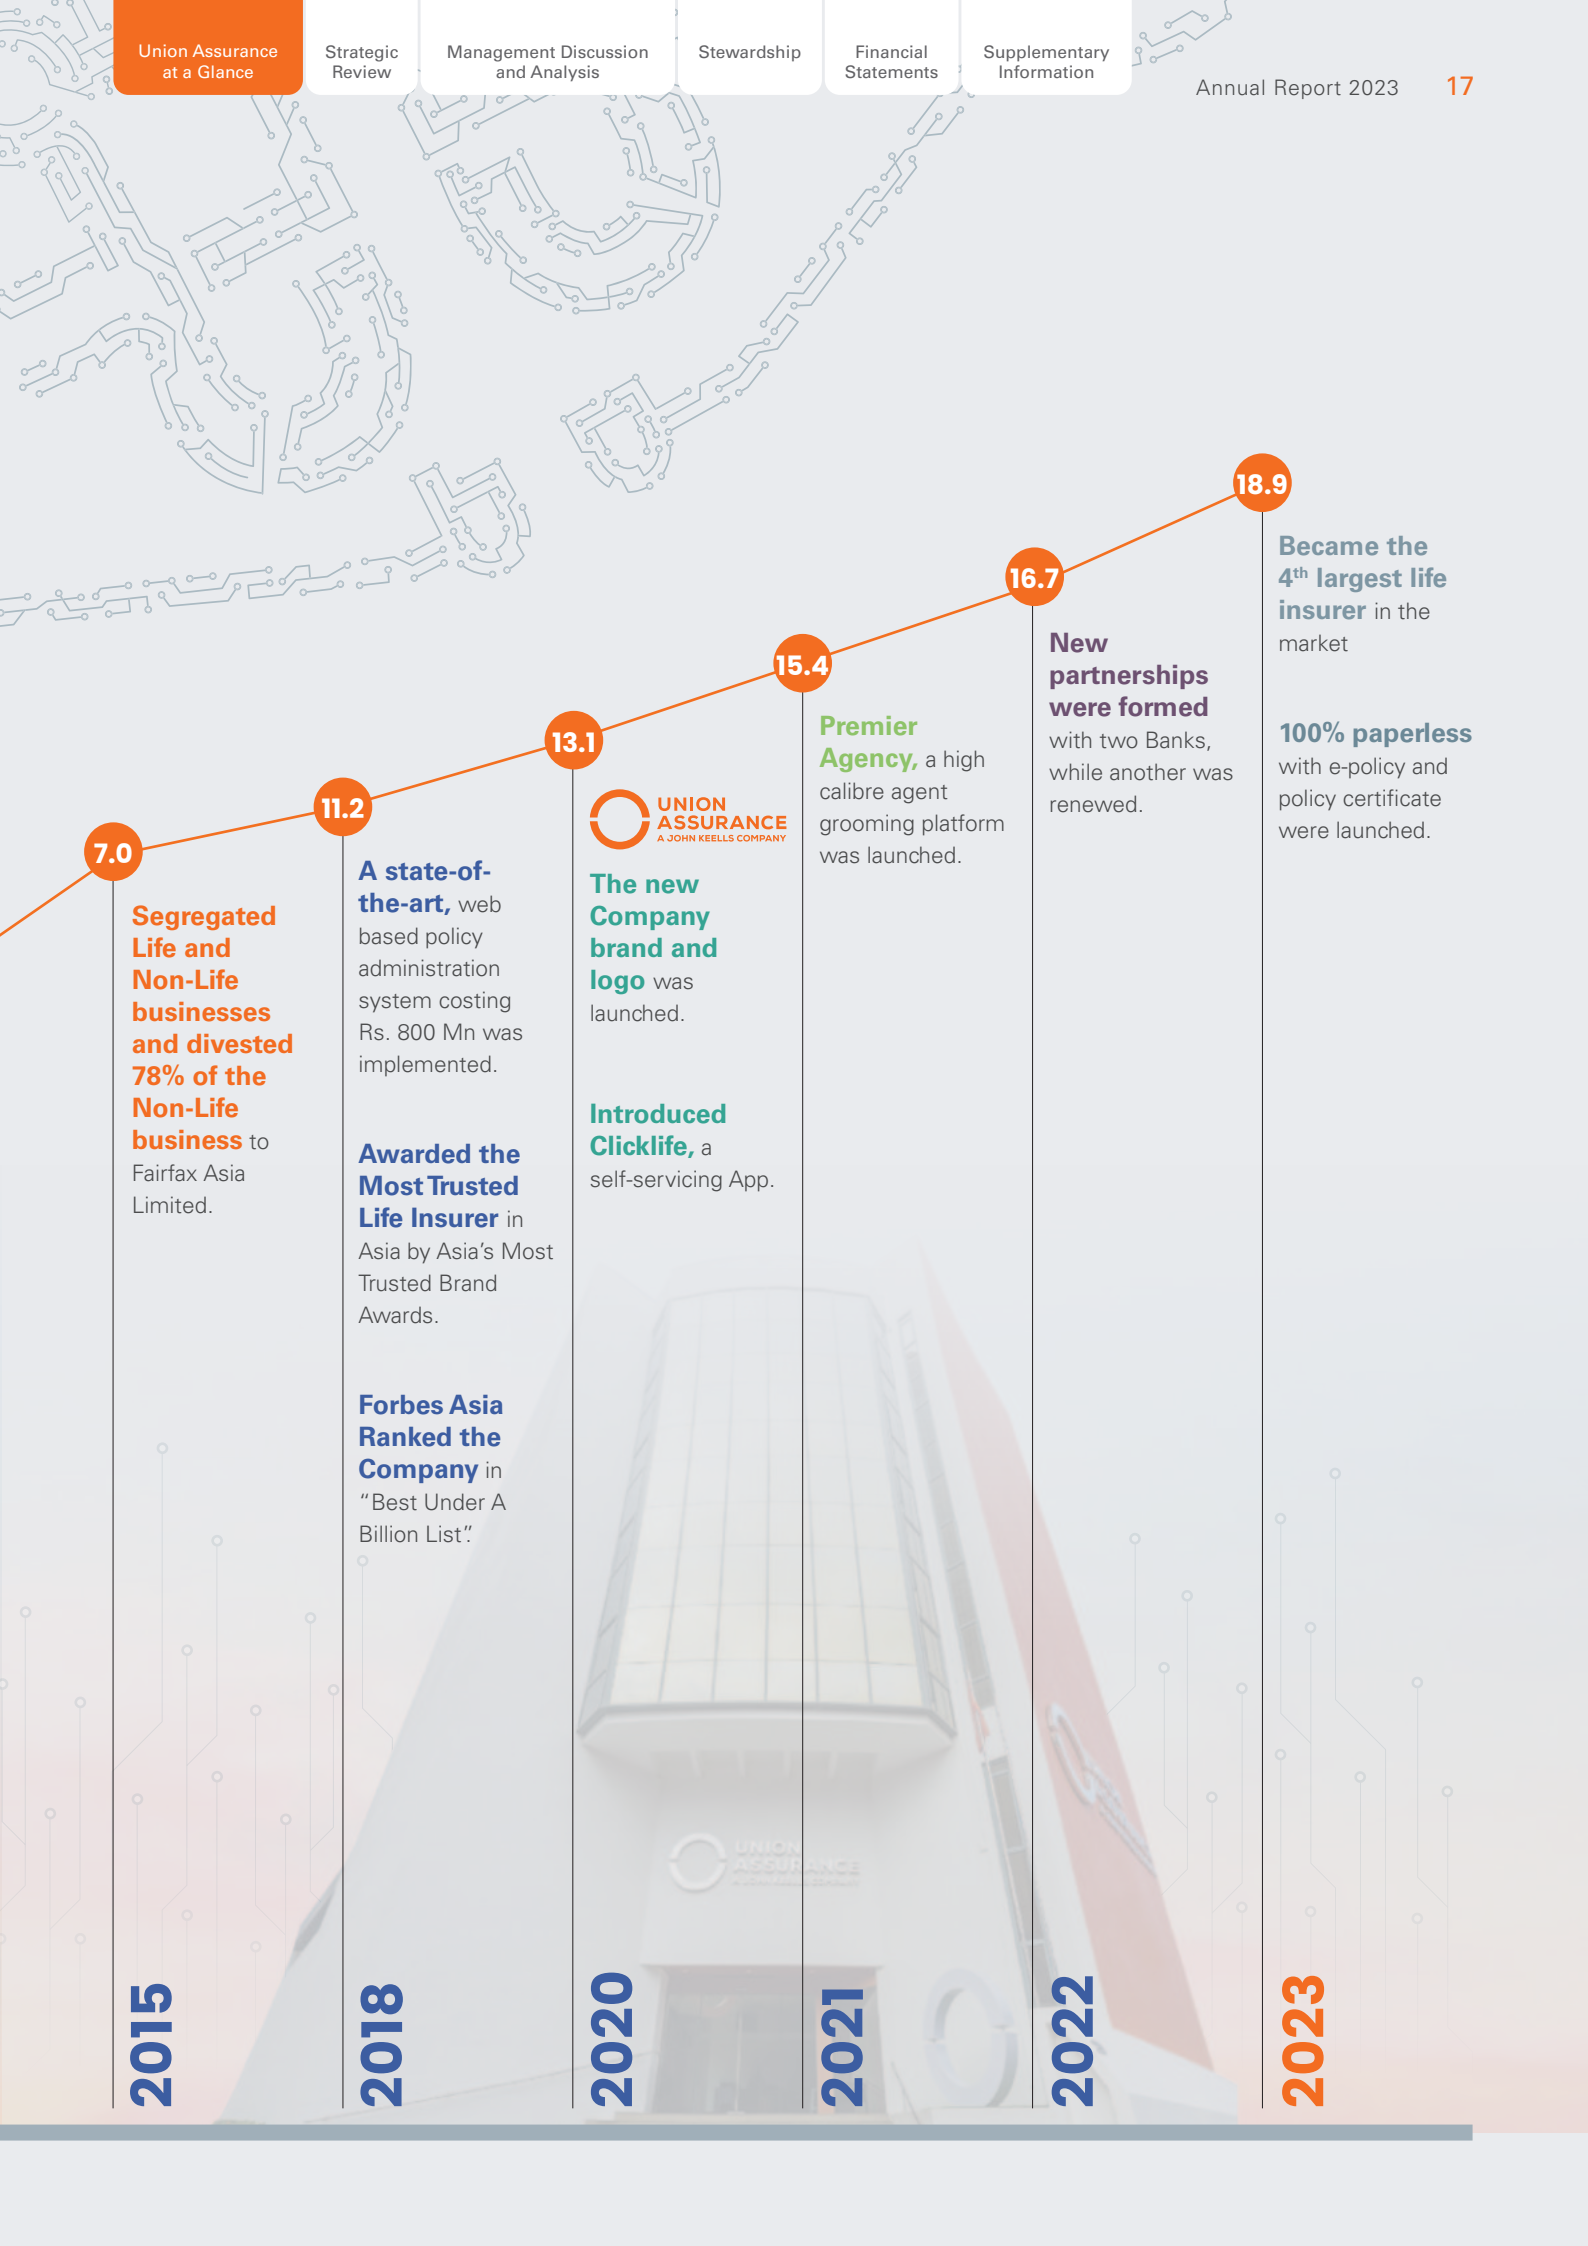 Union Assurance
at a Glance
Strategic
Review
Management Discussion
and Analysis
Stewardship
Financial
Statements
Supplementary
Information
Annual Report 2023
17
7.0
Segregated
Life and
Non-Life
businesses
and divested
78% of the
Non-Life
business to
Fairfax Asia
Limited.
2015
11.2
A state-of-
the-art, web
based policy
administration
system costing
Rs. 800 Mn was
implemented.
Awarded the
Most Trusted
Life Insurer in
Asia by Asia's Most
Trusted Brand
Awards.
Forbes Asia
Ranked the
Company in
“Best Under A
Billion List”.
2018
13.1
UNION
ASSURANCE
A JOHN KEELLS COMPANY
The new
Company
brand and
logo was
launched.
Introduced
Clicklife, a
self-servicing App.
2020
15.4
Premier
Agency, a high
calibre agent
grooming platform
was launched.
2021
16.7
New
partnerships
were formed
with two Banks,
while another was
renewed.
2022
18.9
Became the
4th largest life
insurer in the
market
100% paperless
with e-policy and
policy certificate
were launched.
2023
UNION
ASSURANCE